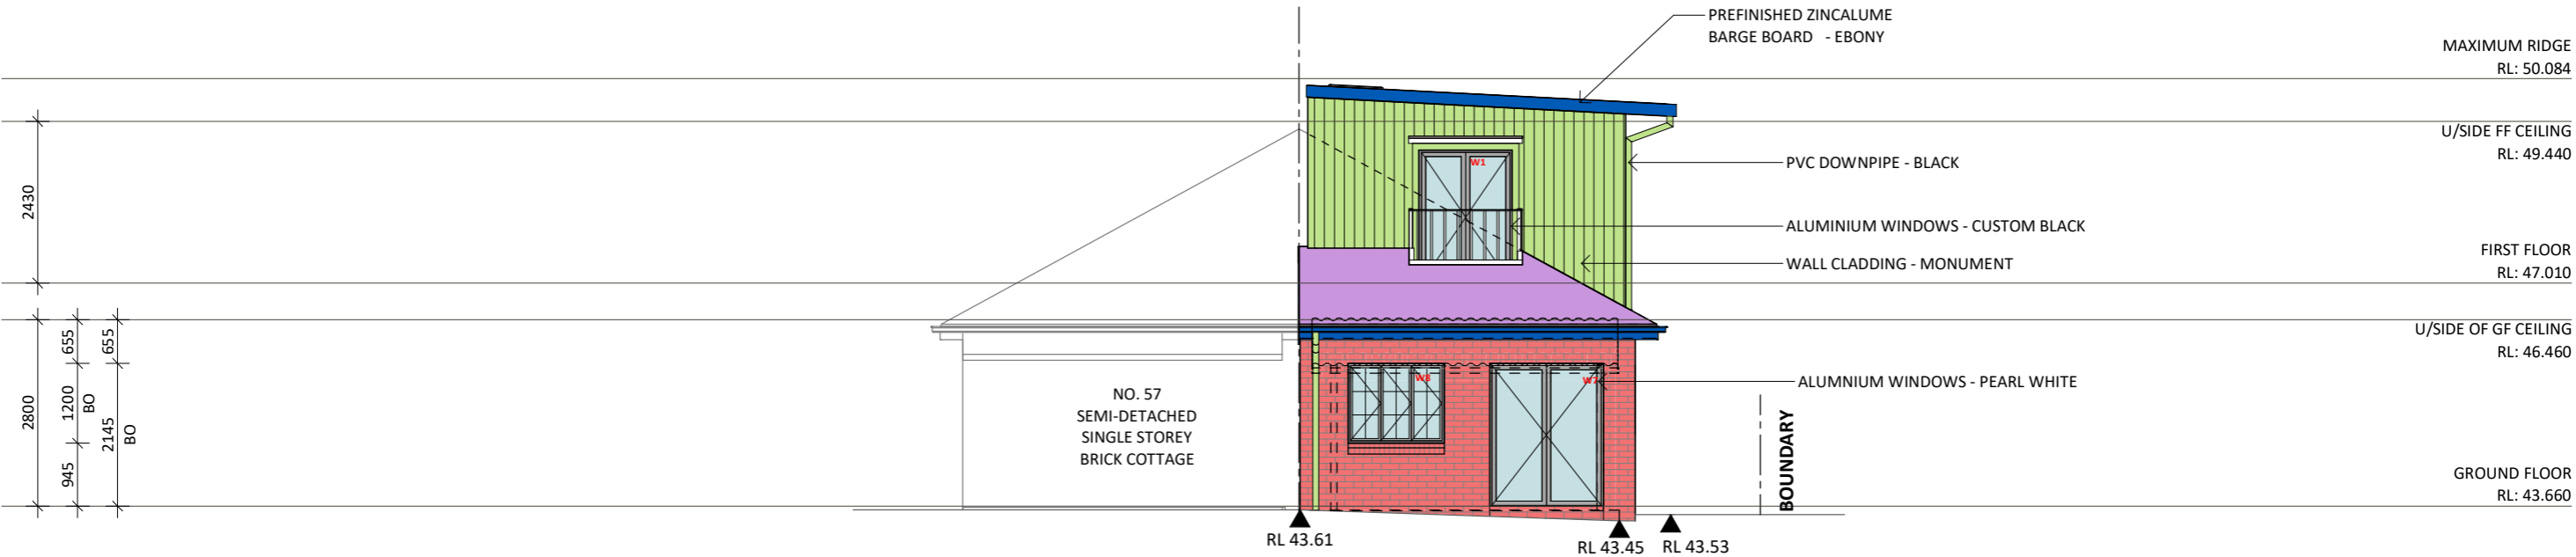 PREFINISHED ZINCALUME
BARGE BOARD - EBONY
MAXIMUM RIDGE
RL: 50.084
U/SIDE FF CEILING
RL: 49.440
PVC DOWNPIPE - BLACK
W1
2430
ALUMINIUM WINDOWS - CUSTOM BLACK
WALL CLADDING - MONUMENT
FIRST FLOOR
RL: 47.010
U/SIDE OF GF CEILING
RL: 46.460
655
655
2800
1200
BO
2145
BO
945
NO. 57
SEMI-DETACHED
SINGLE STOREY
BRICK COTTAGE
W8
ALUMNIUM WINDOWS - PEARL WHITE
BOUNDARY
GROUND FLOOR
RL: 43.660
RL 43.61
RL 43.45
RL 43.53